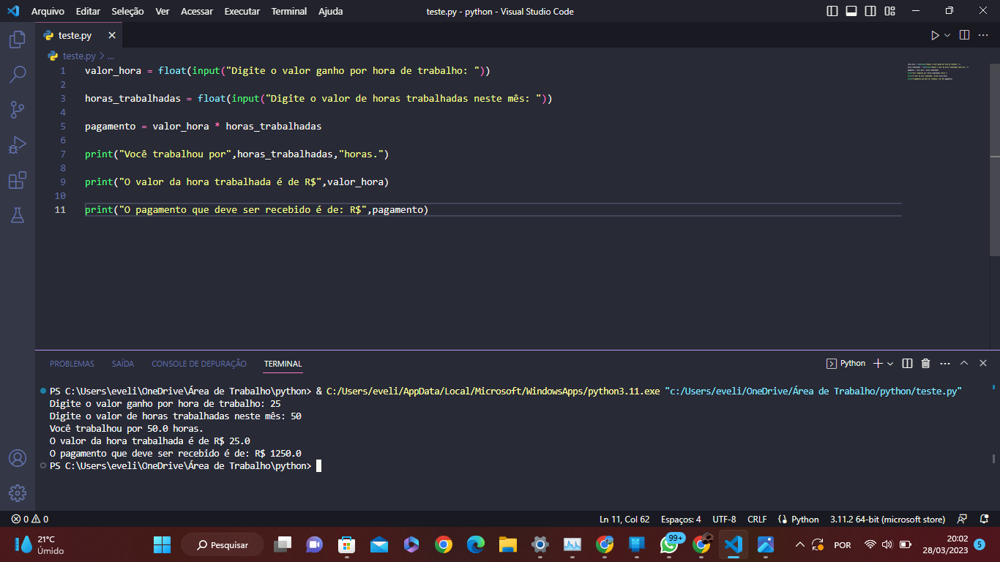 Arquivo Editar Seleção Ver Acessar Executar Terminal Ajuda teste.py - python - Visual Studio Code
teste.py
teste.py > ...
1 valor_hora = float(input("Digite o valor ganho por hora de trabalho: "))
2
3 horas_trabalhadas = float(input("Digite o valor de horas trabalhadas neste mês: "))
4
5 pagamento = valor_hora * horas_trabalhadas
6
7 print("Você trabalhou por",horas_trabalhadas,"horas.")
8
9 print("O valor da hora trabalhada é de R$",valor_hora)
10
11 print("O pagamento que deve ser recebido é de: R$",pagamento)
PROBLEMAS SAÍDA CONSOLE DE DEPURAÇÃO TERMINAL Python
PS C:\Users\eveli\OneDrive\Área de Trabalho\python> & C:/Users/eveli/AppData/Local/Microsoft/WindowsApps/python3.11.exe "c:/Users/eveli/OneDrive/Área de Trabalho/python/teste.py"
Digite o valor ganho por hora de trabalho: 25
Digite o valor de horas trabalhadas neste mês: 50
Você trabalhou por 50.0 horas.
O valor da hora trabalhada é de R$ 25.0
O pagamento que deve ser recebido é de: R$ 1250.0
PS C:\Users\eveli\OneDrive\Área de Trabalho\python>
0 0 Ln 11, Col 62 Espaços: 4 UTF-8 CRLF Python 3.11.2 64-bit (microsoft store)
21°C
Úmido
Pesquisar
99+
POR
20:02
28/03/2023
5